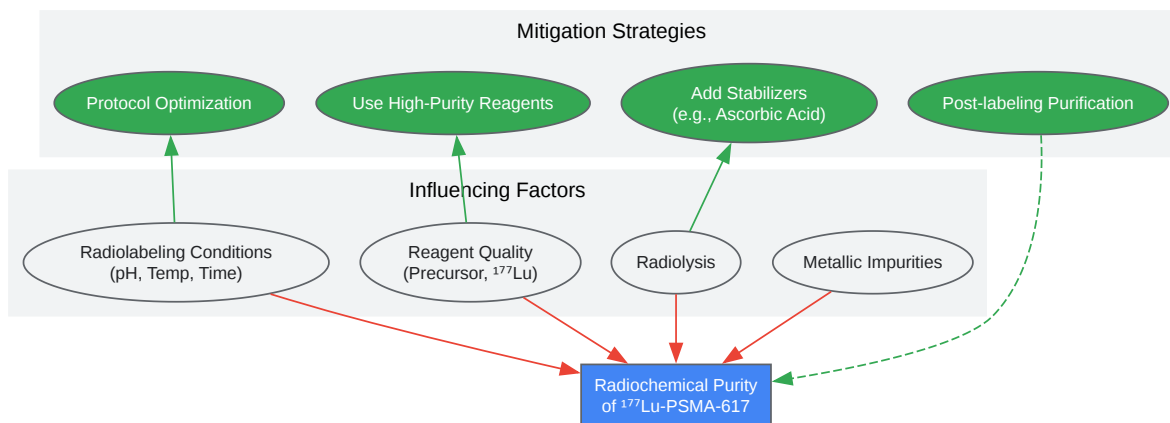 Mitigation Strategies
Protocol Optimization
Use High-Purity Reagents
Add Stabilizers
(e.g., Ascorbic Acid)
Post-labeling Purification
Influencing Factors
Radiolabeling Conditions
(pH, Temp, Time)
Reagent Quality
(Precursor, ¹⁷⁷Lu)
Radiolysis
Metallic Impurities
Radiochemical Purity
of ¹⁷⁷Lu-PSMA-617